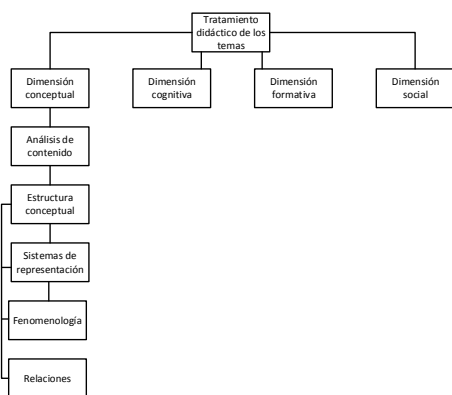 Tratamiento
didáctico de los
temas
Dimensión
conceptual
Dimensión
cognitiva
Dimensión
formativa
Dimensión
social
Análisis de
contenido
Estructura
conceptual
Sistemas de
representación
Fenomenología
Relaciones